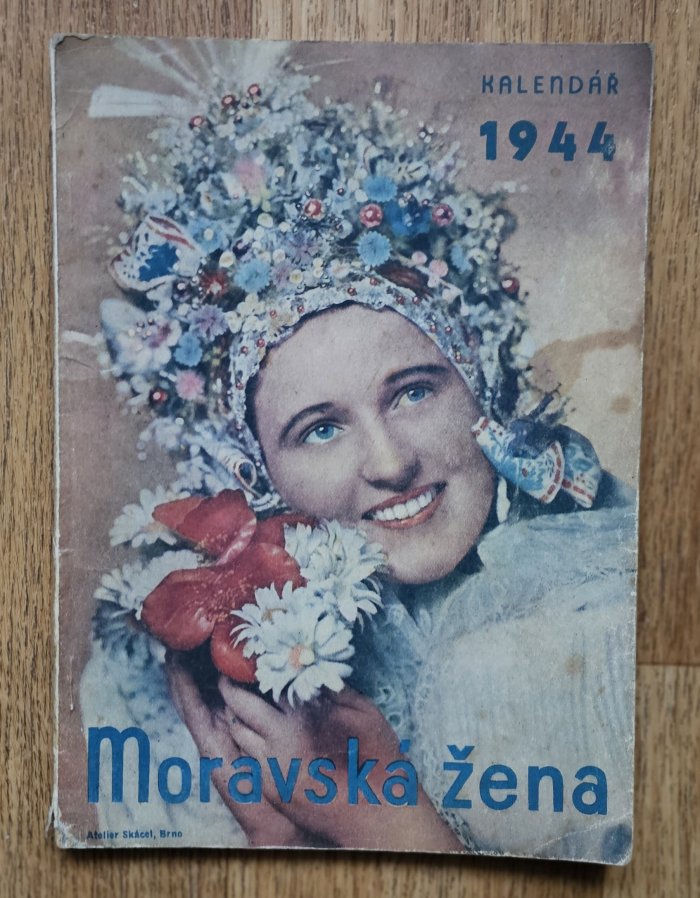 KALENDÁŘ
1944
Moravská žena
Atelier Skácel, Brno